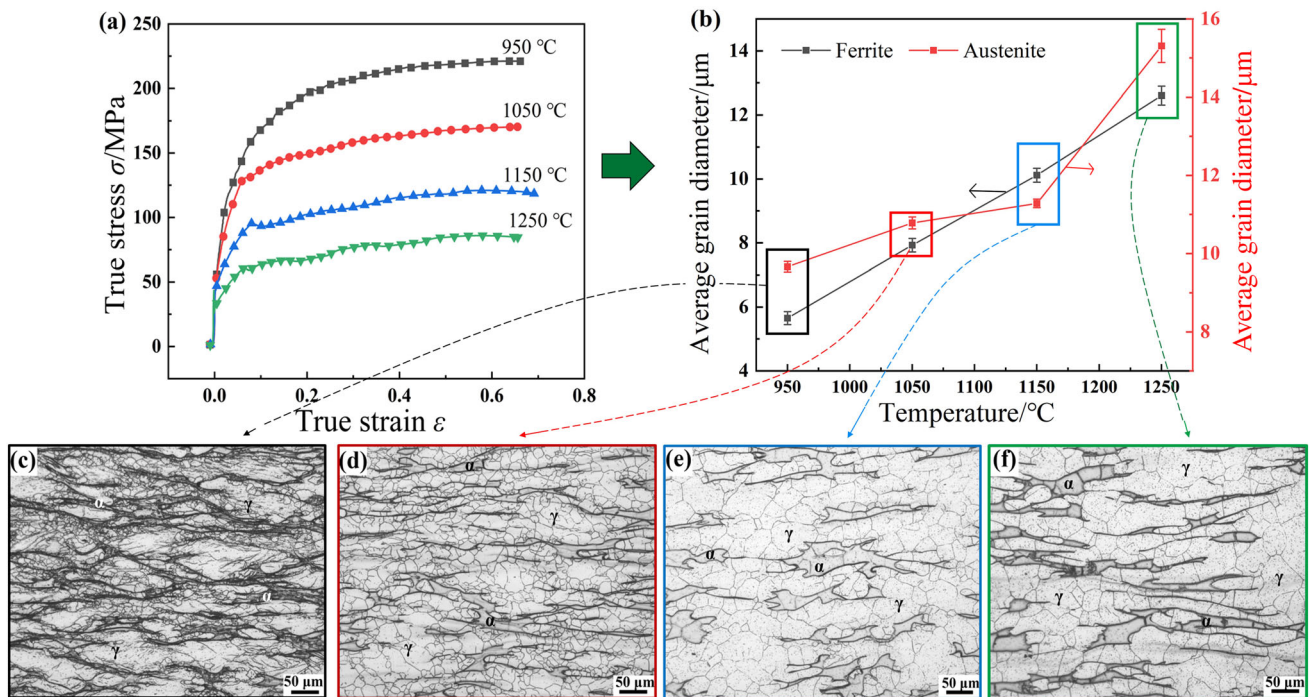 (a)
250
200
150
100
50
0
True stress σ/MPa
950 ℃
1050 ℃
1150 ℃
1250 ℃
0.0 0.2 0.4 0.6 0.8
True strain ε
(b)
Ferrite Austenite
14
12
10
8
6
4
Average grain diameter/μm
16
14
12
10
8
Average grain diameter/μm
950 1000 1050 1100 1150 1200 1250
Temperature/℃
(c)
α
γ
α
γ
50 μm
(d)
α
γ
α
γ
50 μm
(e)
γ
α
α
γ
50 μm
(f)
γ
α
γ
γ
α
50 μm